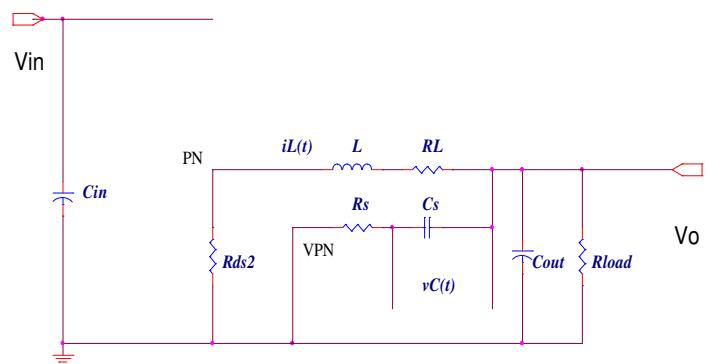 Vin
iL(t) L RL
PN
Cin
Rs Cs
VPN
Rds2
Cout Rload
Vo
vC(t)